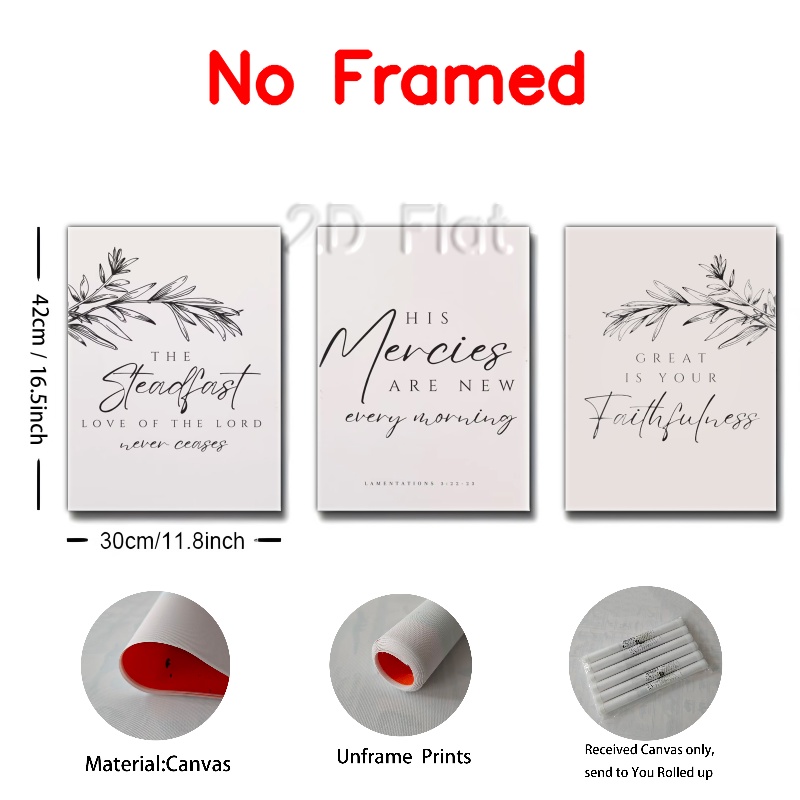 No Framed
2.D Flat.
42cm / 16.5inch
THE
Steadfast
LOVE OF THE LORD
never ceases
HIS
Mercies
ARE NEW
every morning
LAMENTATIONS 3:22-23
GREAT
IS YOUR
Faithfulness
30cm/11.8inch
Material:Canvas
Unframe Prints
Received Canvas only,
send to You Rolled up